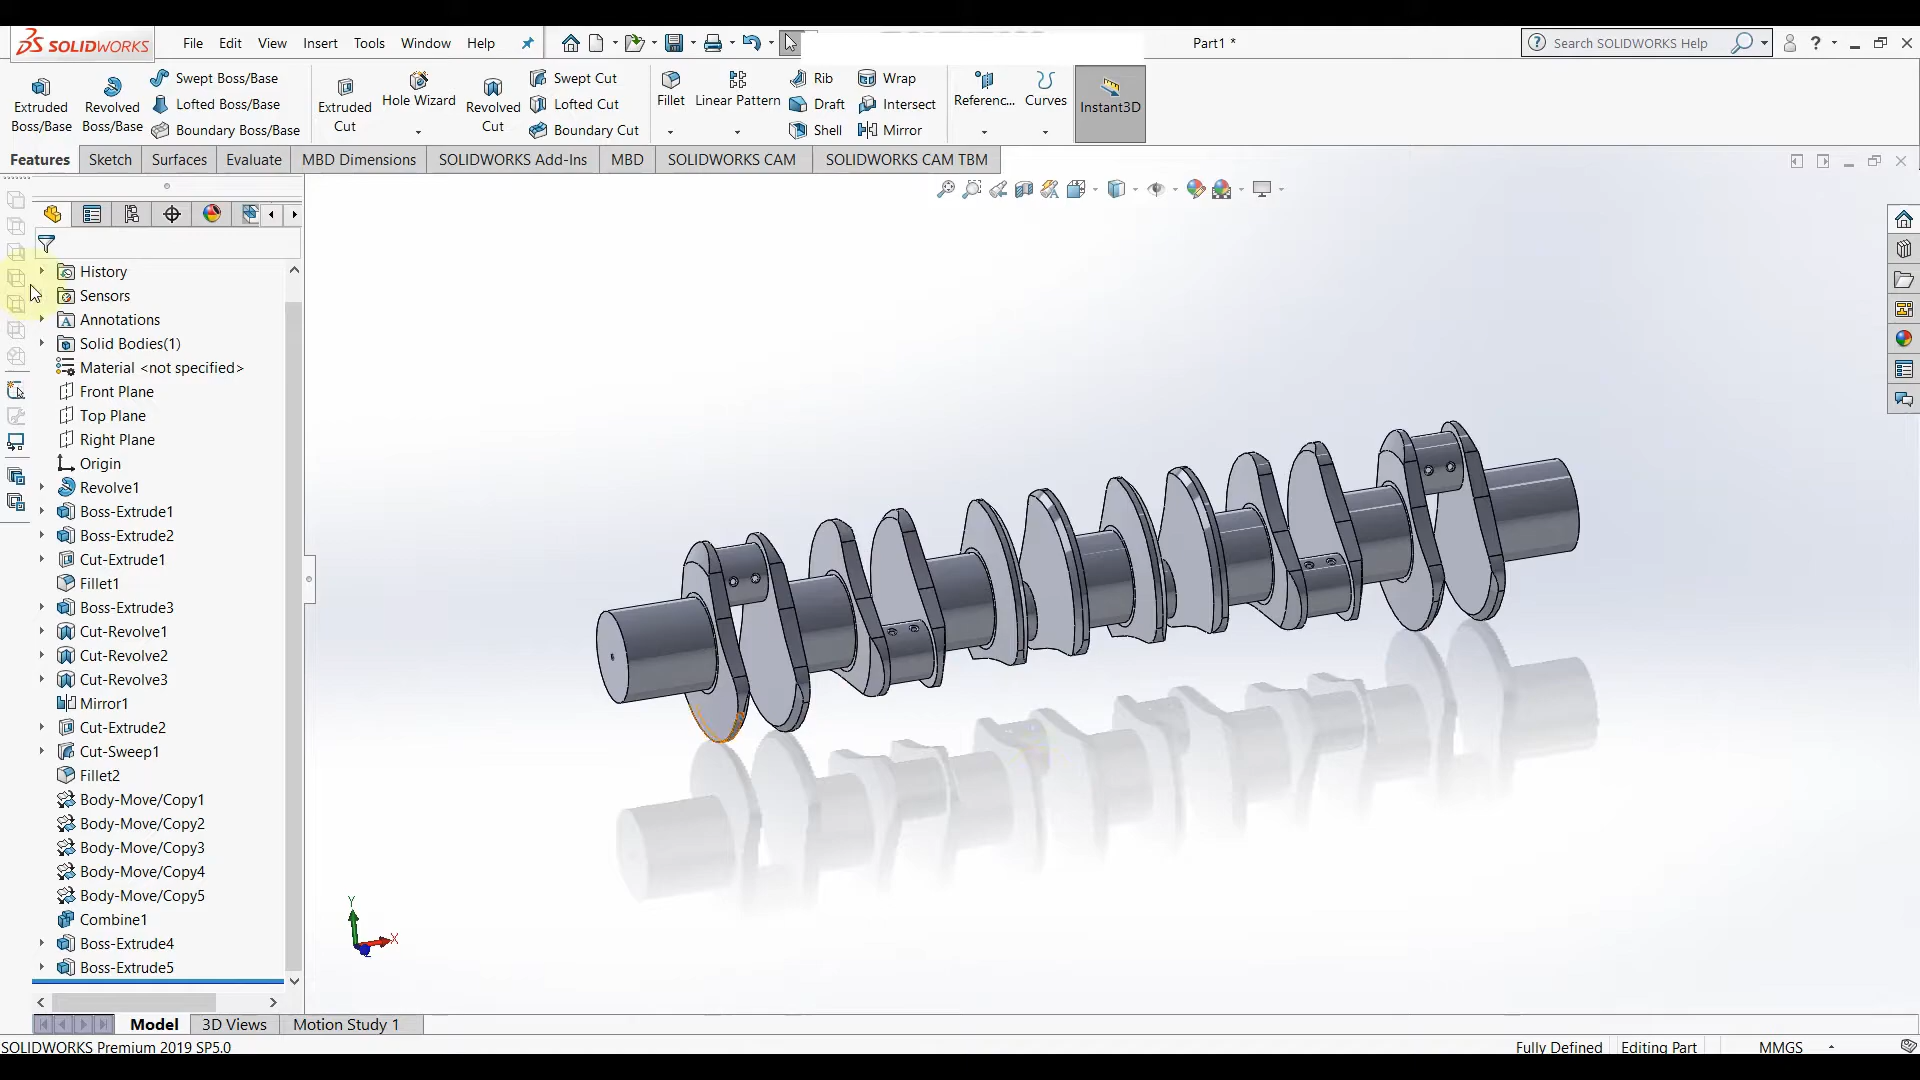 SOLIDWORKS
File Edit View Insert Tools Window Help
Part1 *
Search SOLIDWORKS Help
Extruded Boss/Base
Revolved Boss/Base
Swept Boss/Base
Lofted Boss/Base
Boundary Boss/Base
Extruded Cut
Hole Wizard
Revolved Cut
Swept Cut
Lofted Cut
Boundary Cut
Fillet
Linear Pattern
Rib
Draft
Shell
Wrap
Intersect
Mirror
Referenc...
Curves
Instant3D
Features Sketch Surfaces Evaluate MBD Dimensions SOLIDWORKS Add-Ins MBD SOLIDWORKS CAM SOLIDWORKS CAM TBM
History
Sensors
Annotations
Solid Bodies(1)
Material <not specified>
Front Plane
Top Plane
Right Plane
Origin
Revolve1
Boss-Extrude1
Boss-Extrude2
Cut-Extrude1
Fillet1
Boss-Extrude3
Cut-Revolve1
Cut-Revolve2
Cut-Revolve3
Mirror1
Cut-Extrude2
Cut-Sweep1
Fillet2
Body-Move/Copy1
Body-Move/Copy2
Body-Move/Copy3
Body-Move/Copy4
Body-Move/Copy5
Combine1
Boss-Extrude4
Boss-Extrude5
Y
X
Z
Model 3D Views Motion Study 1
SOLIDWORKS Premium 2019 SP5.0
Fully Defined Editing Part MMGS